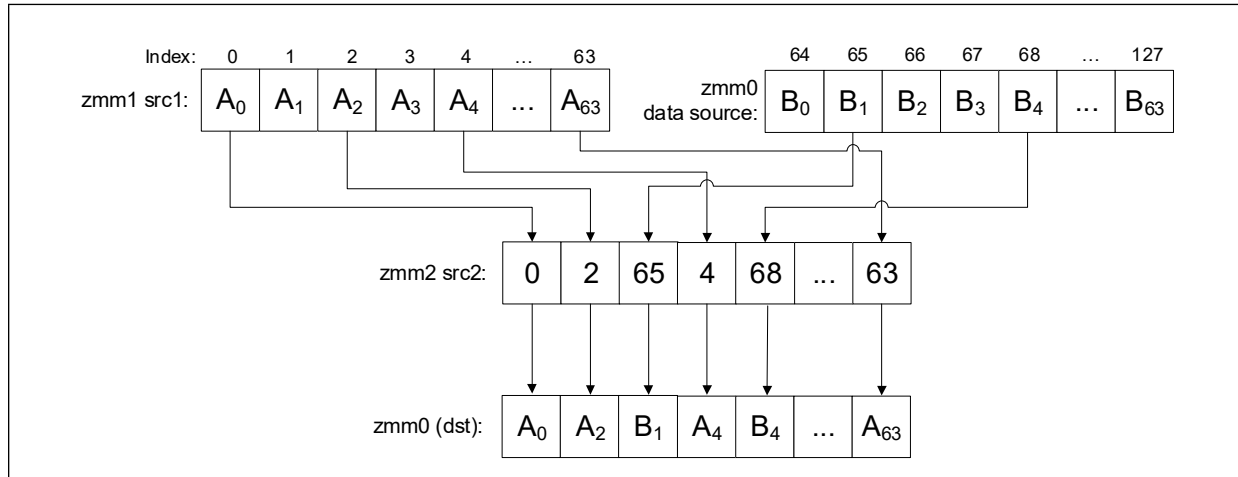 Index: 0 1 2 3 4 ... 63
64 65 66 67 68 ... 127
zmm1 src1: A₀ A₁ A₂ A₃ A₄ ... A₆₃
zmm0
data source: B₀ B₁ B₂ B₃ B₄ ... B₆₃
zmm2 src2: 0 2 65 4 68 ... 63
zmm0 (dst): A₀ A₂ B₁ A₄ B₄ ... A₆₃